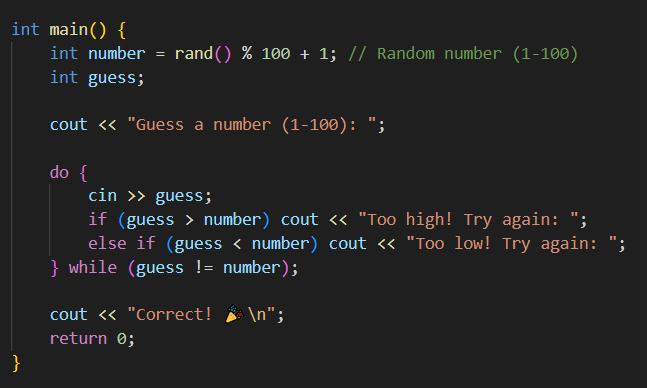 int main() {
    int number = rand() % 100 + 1; // Random number (1-100)
    int guess;

    cout << "Guess a number (1-100): ";

    do {
        cin >> guess;
        if (guess > number) cout << "Too high! Try again: ";
        else if (guess < number) cout << "Too low! Try again: ";
    } while (guess != number);

    cout << "Correct! 🎉\n";
    return 0;
}